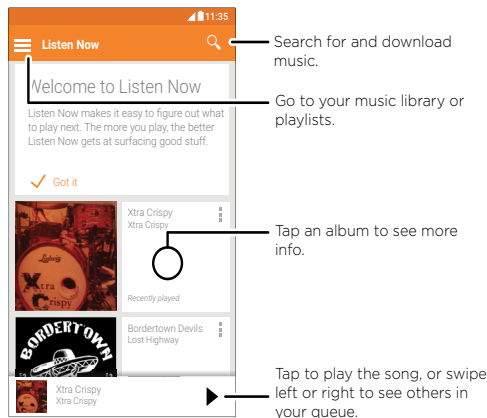 11:35
Listen Now
Search for and download
music.
Welcome to Listen Now
Go to your music library or
playlists.
Listen Now makes it easy to figure out what
to play next. The more you play, the better
Listen Now gets at surfacing good stuff.
Got it
Xtra Crispy
Xtra Crispy
Ludwig
Xtra
Crispy
Tap an album to see more
info.
Recently played
BORDERTOWN
Bordertown Devils
Lost Highway
Xtra Crispy
Xtra Crispy
Tap to play the song, or swipe
left or right to see others in
your queue.